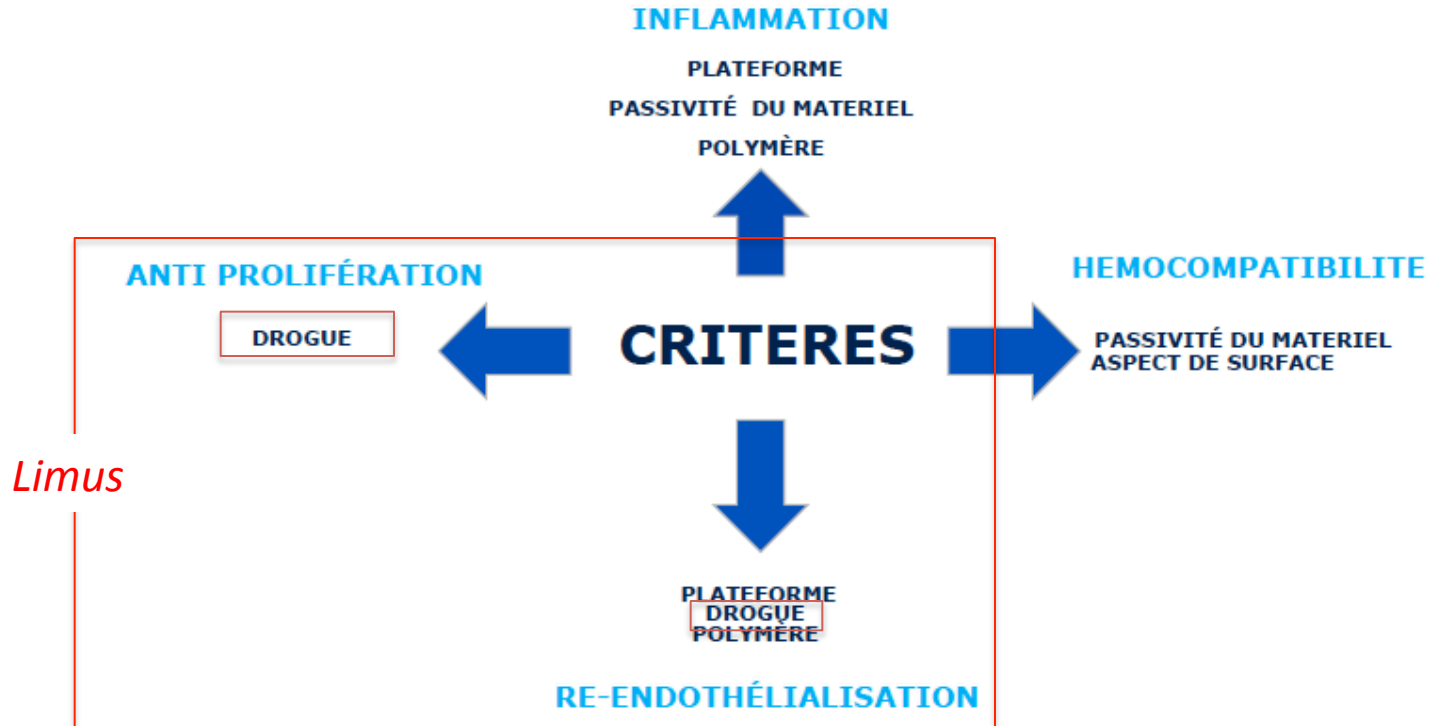 INFLAMMATION
PLATEFORME
PASSIVITÉ DU MATERIEL
POLYMÈRE
ANTI PROLIFÉRATION
DROGUE
CRITERES
HEMOCOMPATIBILITE
PASSIVITÉ DU MATERIEL
ASPECT DE SURFACE
Limus
PLATEFORME
DROGUE
POLYMÈRE
RE-ENDOTHÉLIALISATION